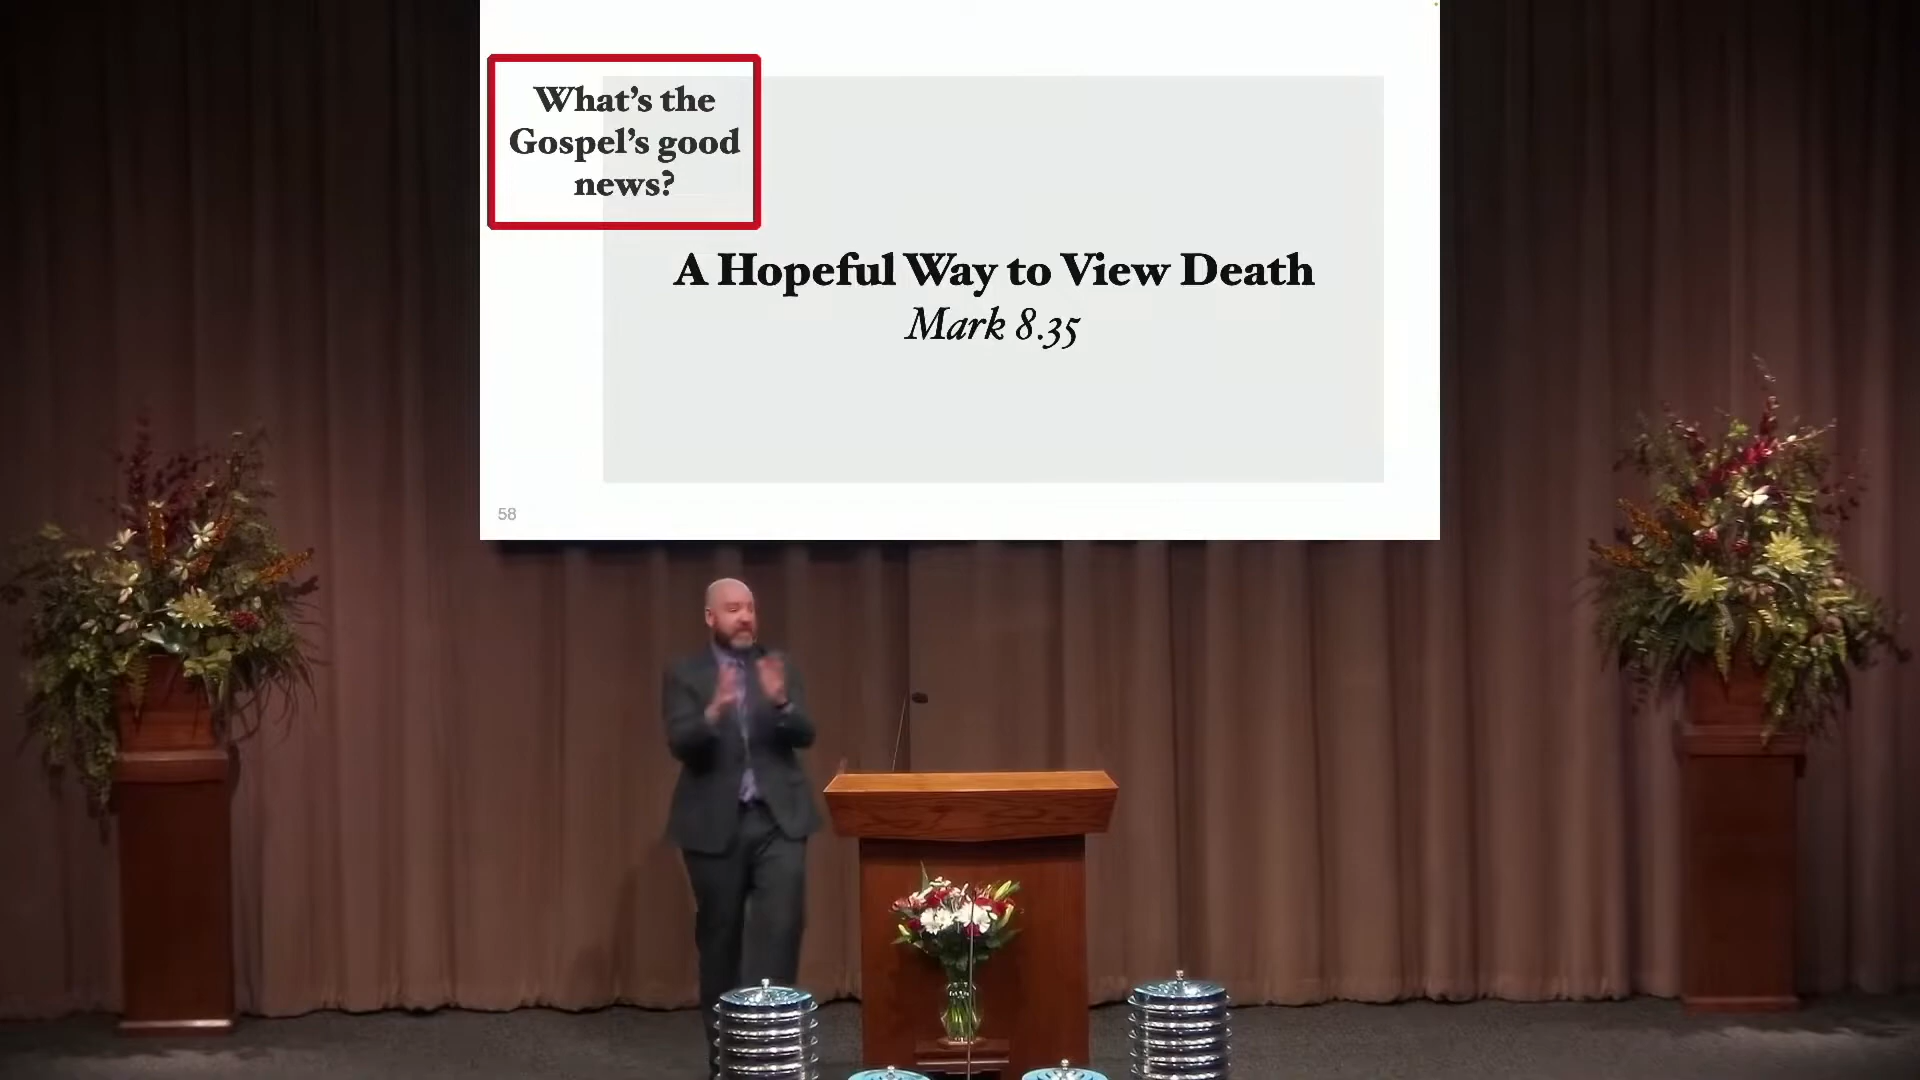 What's the
Gospel's good
news?
A Hopeful Way to View Death
Mark 8.35
58